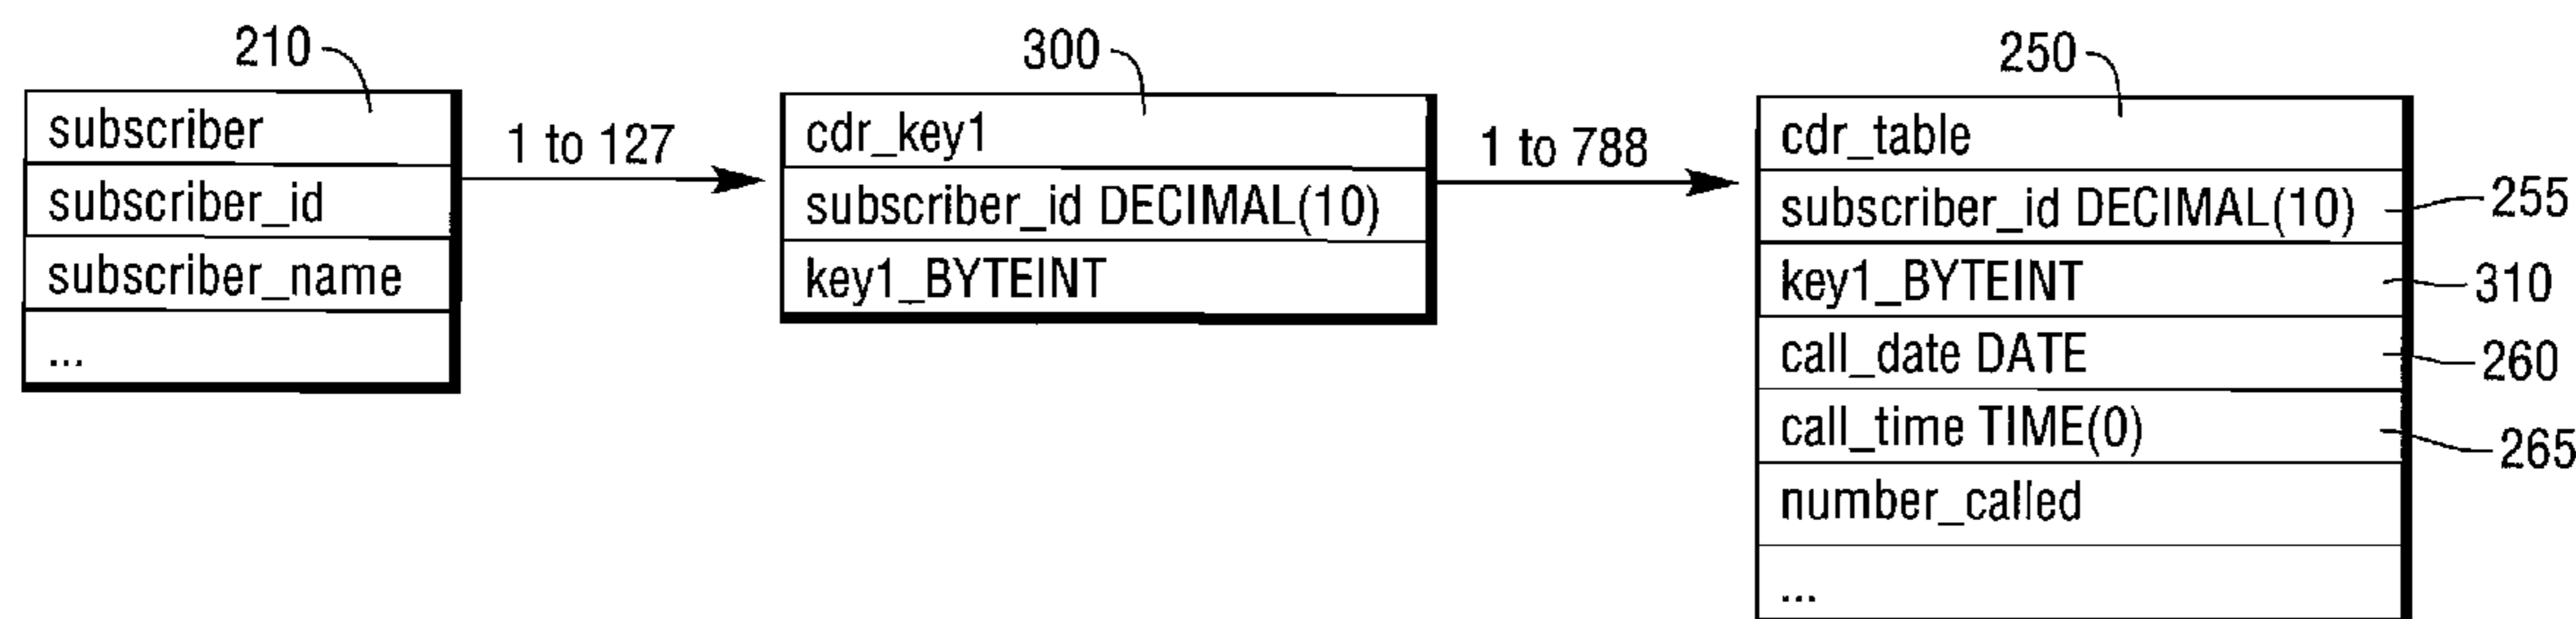 210
subscriber
subscriber_id
subscriber_name
...
1 to 127
300
cdr_key1
subscriber_id DECIMAL(10)
key1_BYTEINT
1 to 788
250
cdr_table
subscriber_id DECIMAL(10)
255
key1_BYTEINT
310
call_date DATE
260
call_time TIME(0)
265
number_called
...